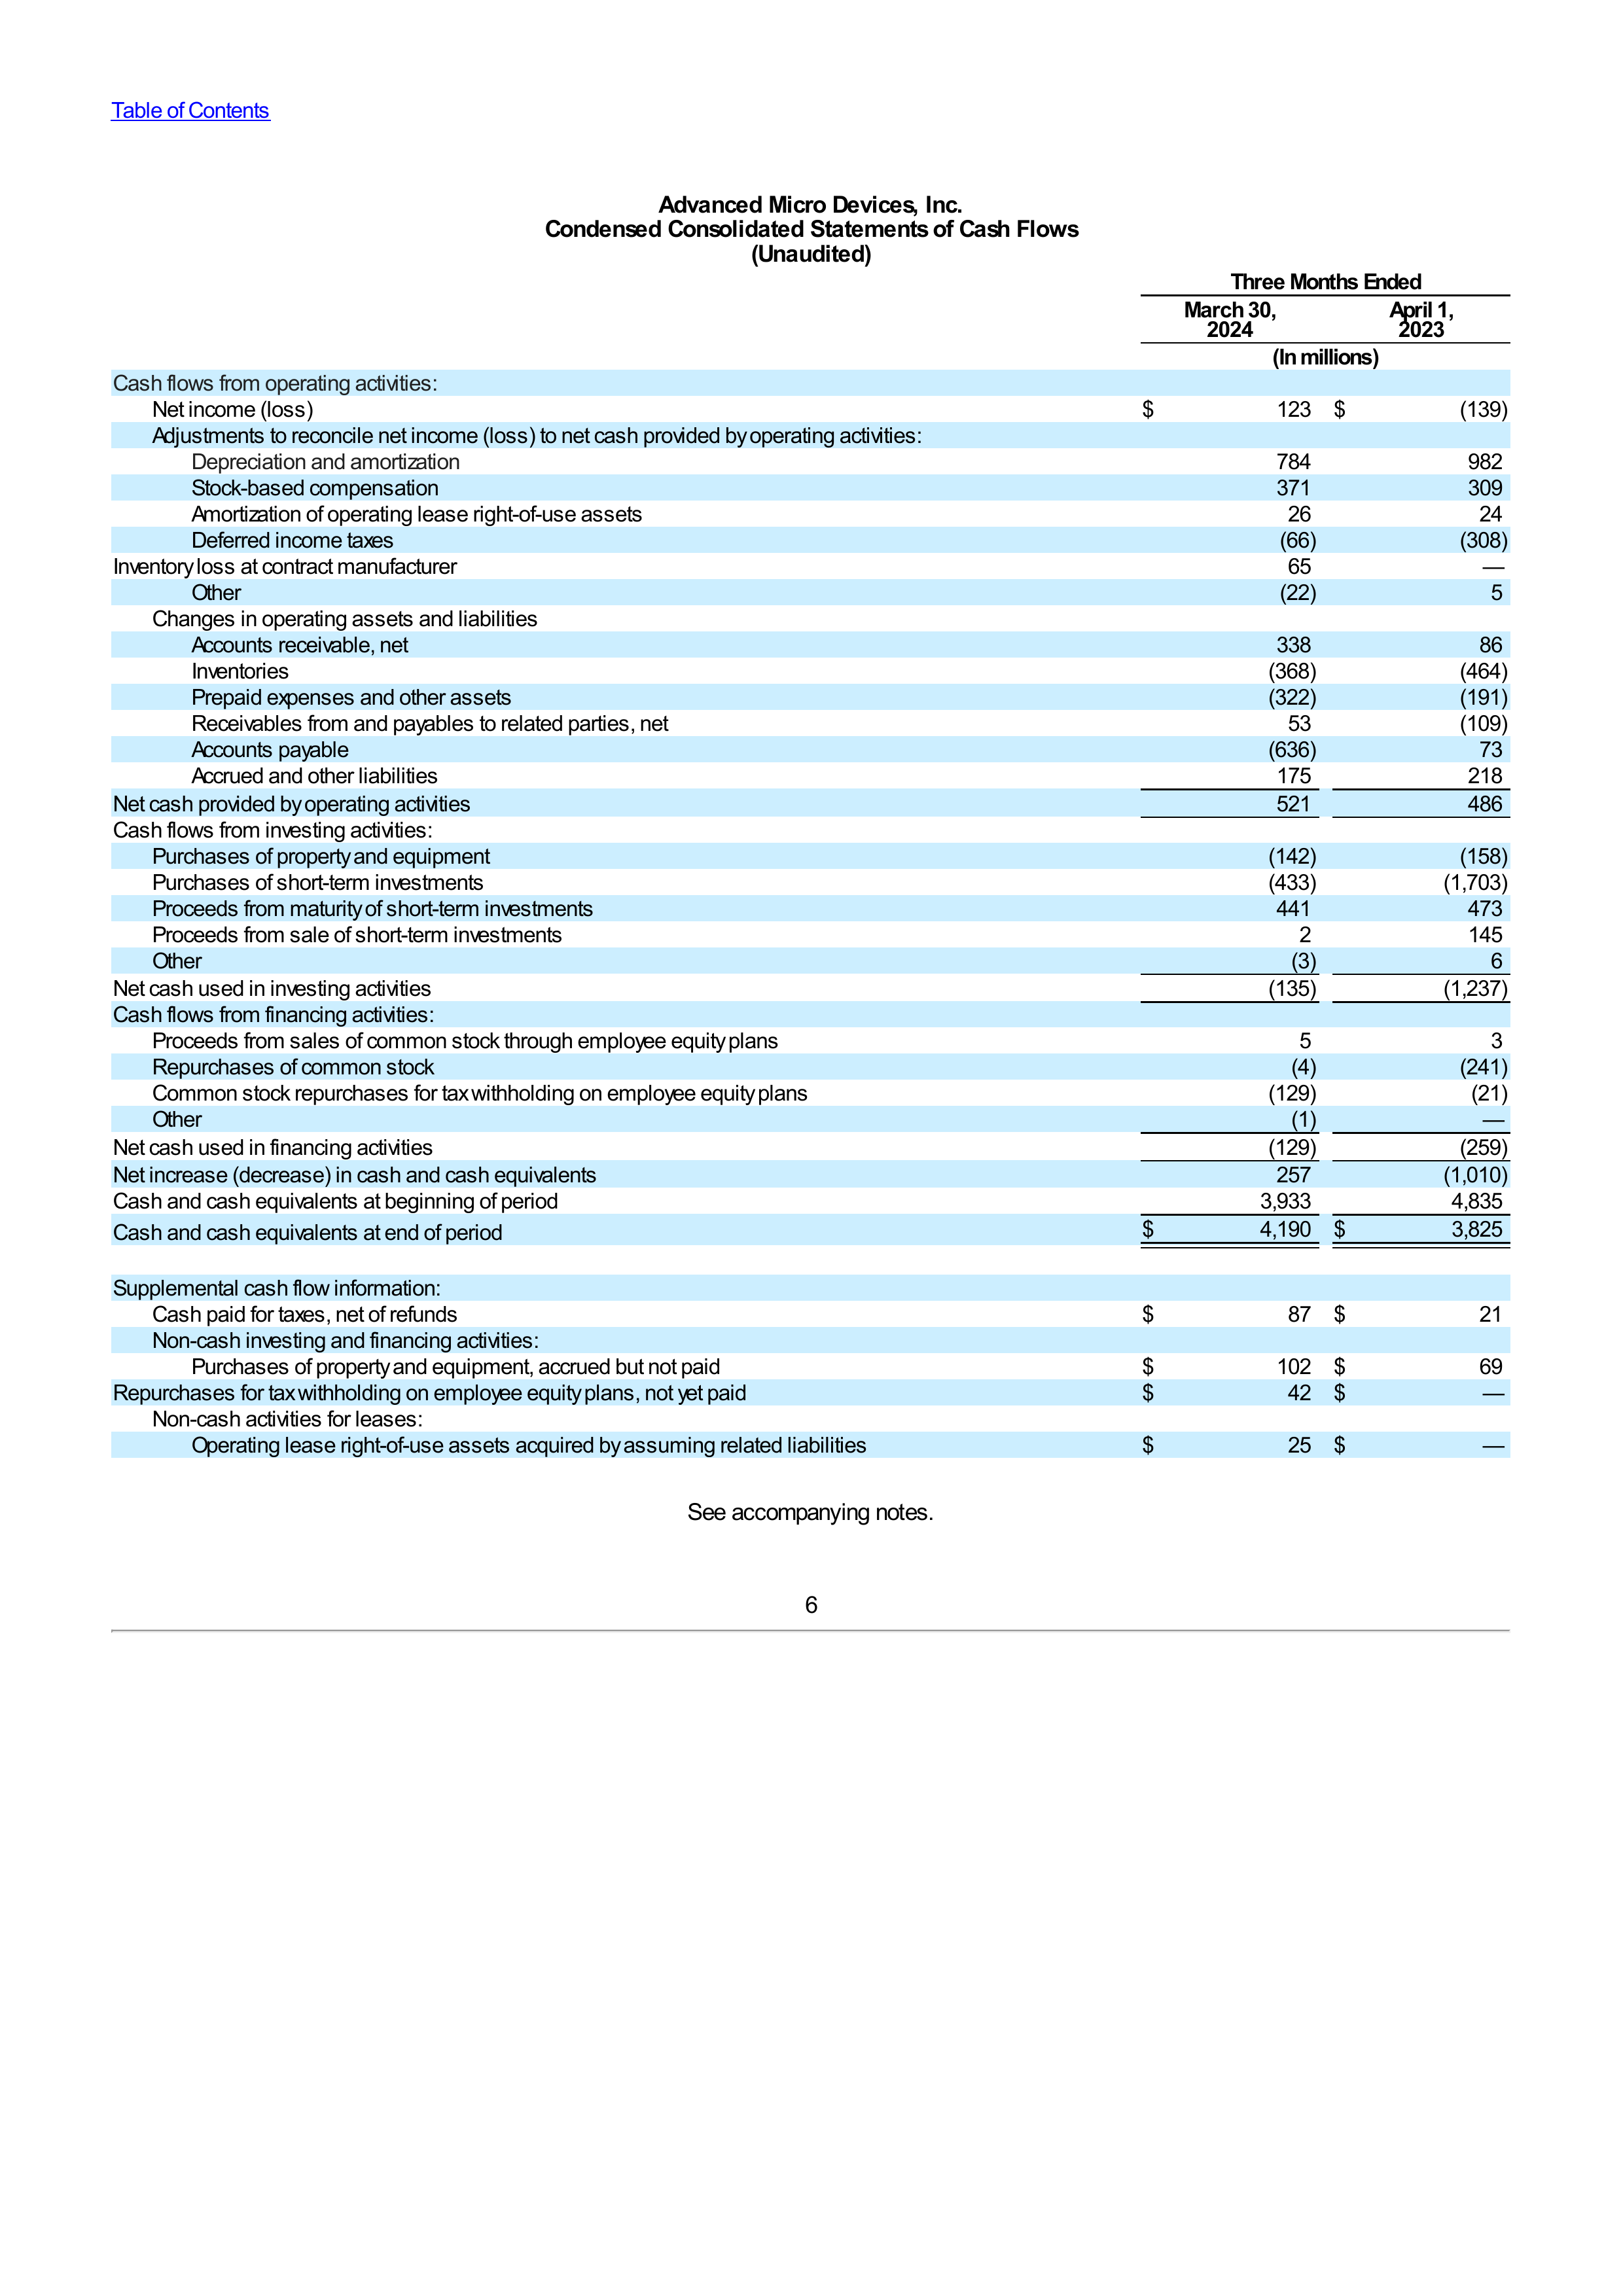 Table of Contents
Advanced Micro Devices, Inc.
Condensed Consolidated Statements of Cash Flows
(Unaudited)
Three Months Ended
March 30, 2024 April 1, 2023
(In millions)
Cash flows from operating activities:
Net income (loss) $ 123 $ (139)
Adjustments to reconcile net income (loss) to net cash provided by operating activities:
Depreciation and amortization 784 982
Stock-based compensation 371 309
Amortization of operating lease right-of-use assets 26 24
Deferred income taxes (66) (308)
Inventory loss at contract manufacturer 65 —
Other (22) 5
Changes in operating assets and liabilities
Accounts receivable, net 338 86
Inventories (368) (464)
Prepaid expenses and other assets (322) (191)
Receivables from and payables to related parties, net 53 (109)
Accounts payable (636) 73
Accrued and other liabilities 175 218
Net cash provided by operating activities 521 486
Cash flows from investing activities:
Purchases of property and equipment (142) (158)
Purchases of short-term investments (433) (1,703)
Proceeds from maturity of short-term investments 441 473
Proceeds from sale of short-term investments 2 145
Other (3) 6
Net cash used in investing activities (135) (1,237)
Cash flows from financing activities:
Proceeds from sales of common stock through employee equity plans 5 3
Repurchases of common stock (4) (241)
Common stock repurchases for tax withholding on employee equity plans (129) (21)
Other (1) —
Net cash used in financing activities (129) (259)
Net increase (decrease) in cash and cash equivalents 257 (1,010)
Cash and cash equivalents at beginning of period 3,933 4,835
Cash and cash equivalents at end of period $ 4,190 $ 3,825
Supplemental cash flow information:
Cash paid for taxes, net of refunds $ 87 $ 21
Non-cash investing and financing activities:
Purchases of property and equipment, accrued but not paid $ 102 $ 69
Repurchases for tax withholding on employee equity plans, not yet paid $ 42 $ —
Non-cash activities for leases:
Operating lease right-of-use assets acquired by assuming related liabilities $ 25 $ —
See accompanying notes.
6